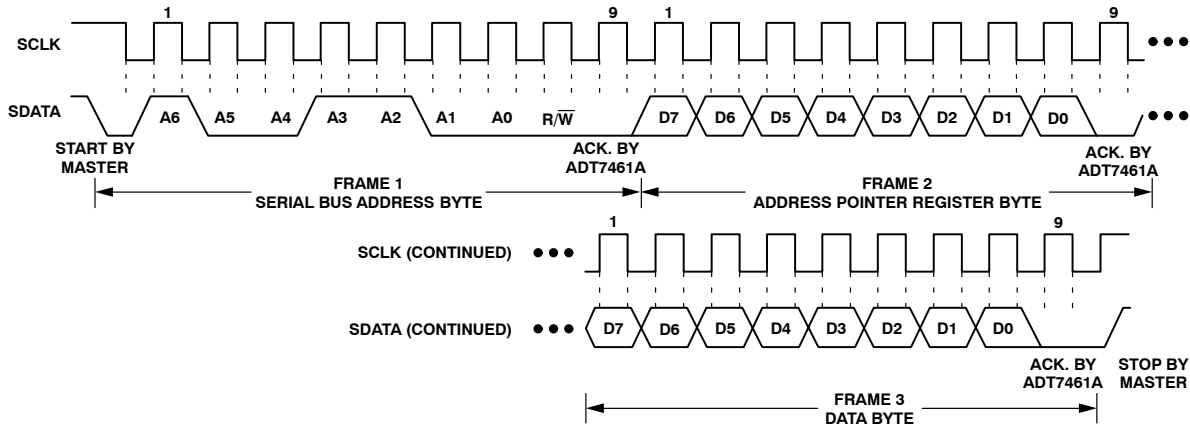 1 9 1 9
SCLK
SDATA A6 A5 A4 A3 A2 A1 A0 R/W̅ D7 D6 D5 D4 D3 D2 D1 D0
START BY
MASTER
ACK. BY
ADT7461A
ACK. BY
ADT7461A
FRAME 1
SERIAL BUS ADDRESS BYTE
FRAME 2
ADDRESS POINTER REGISTER BYTE
1 9
SCLK (CONTINUED)
SDATA (CONTINUED) D7 D6 D5 D4 D3 D2 D1 D0
ACK. BY
ADT7461A
STOP BY
MASTER
FRAME 3
DATA BYTE